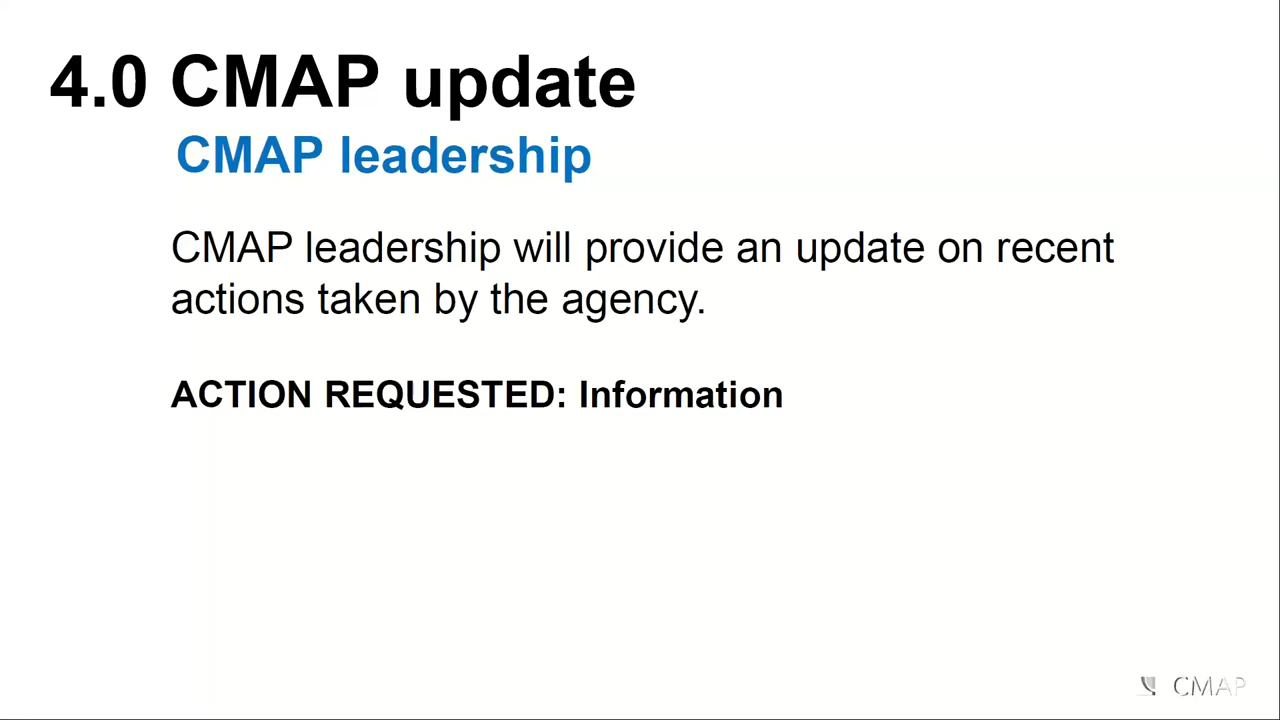 4.0 CMAP update
CMAP leadership
CMAP leadership will provide an update on recent
actions taken by the agency.
ACTION REQUESTED: Information
CMAP